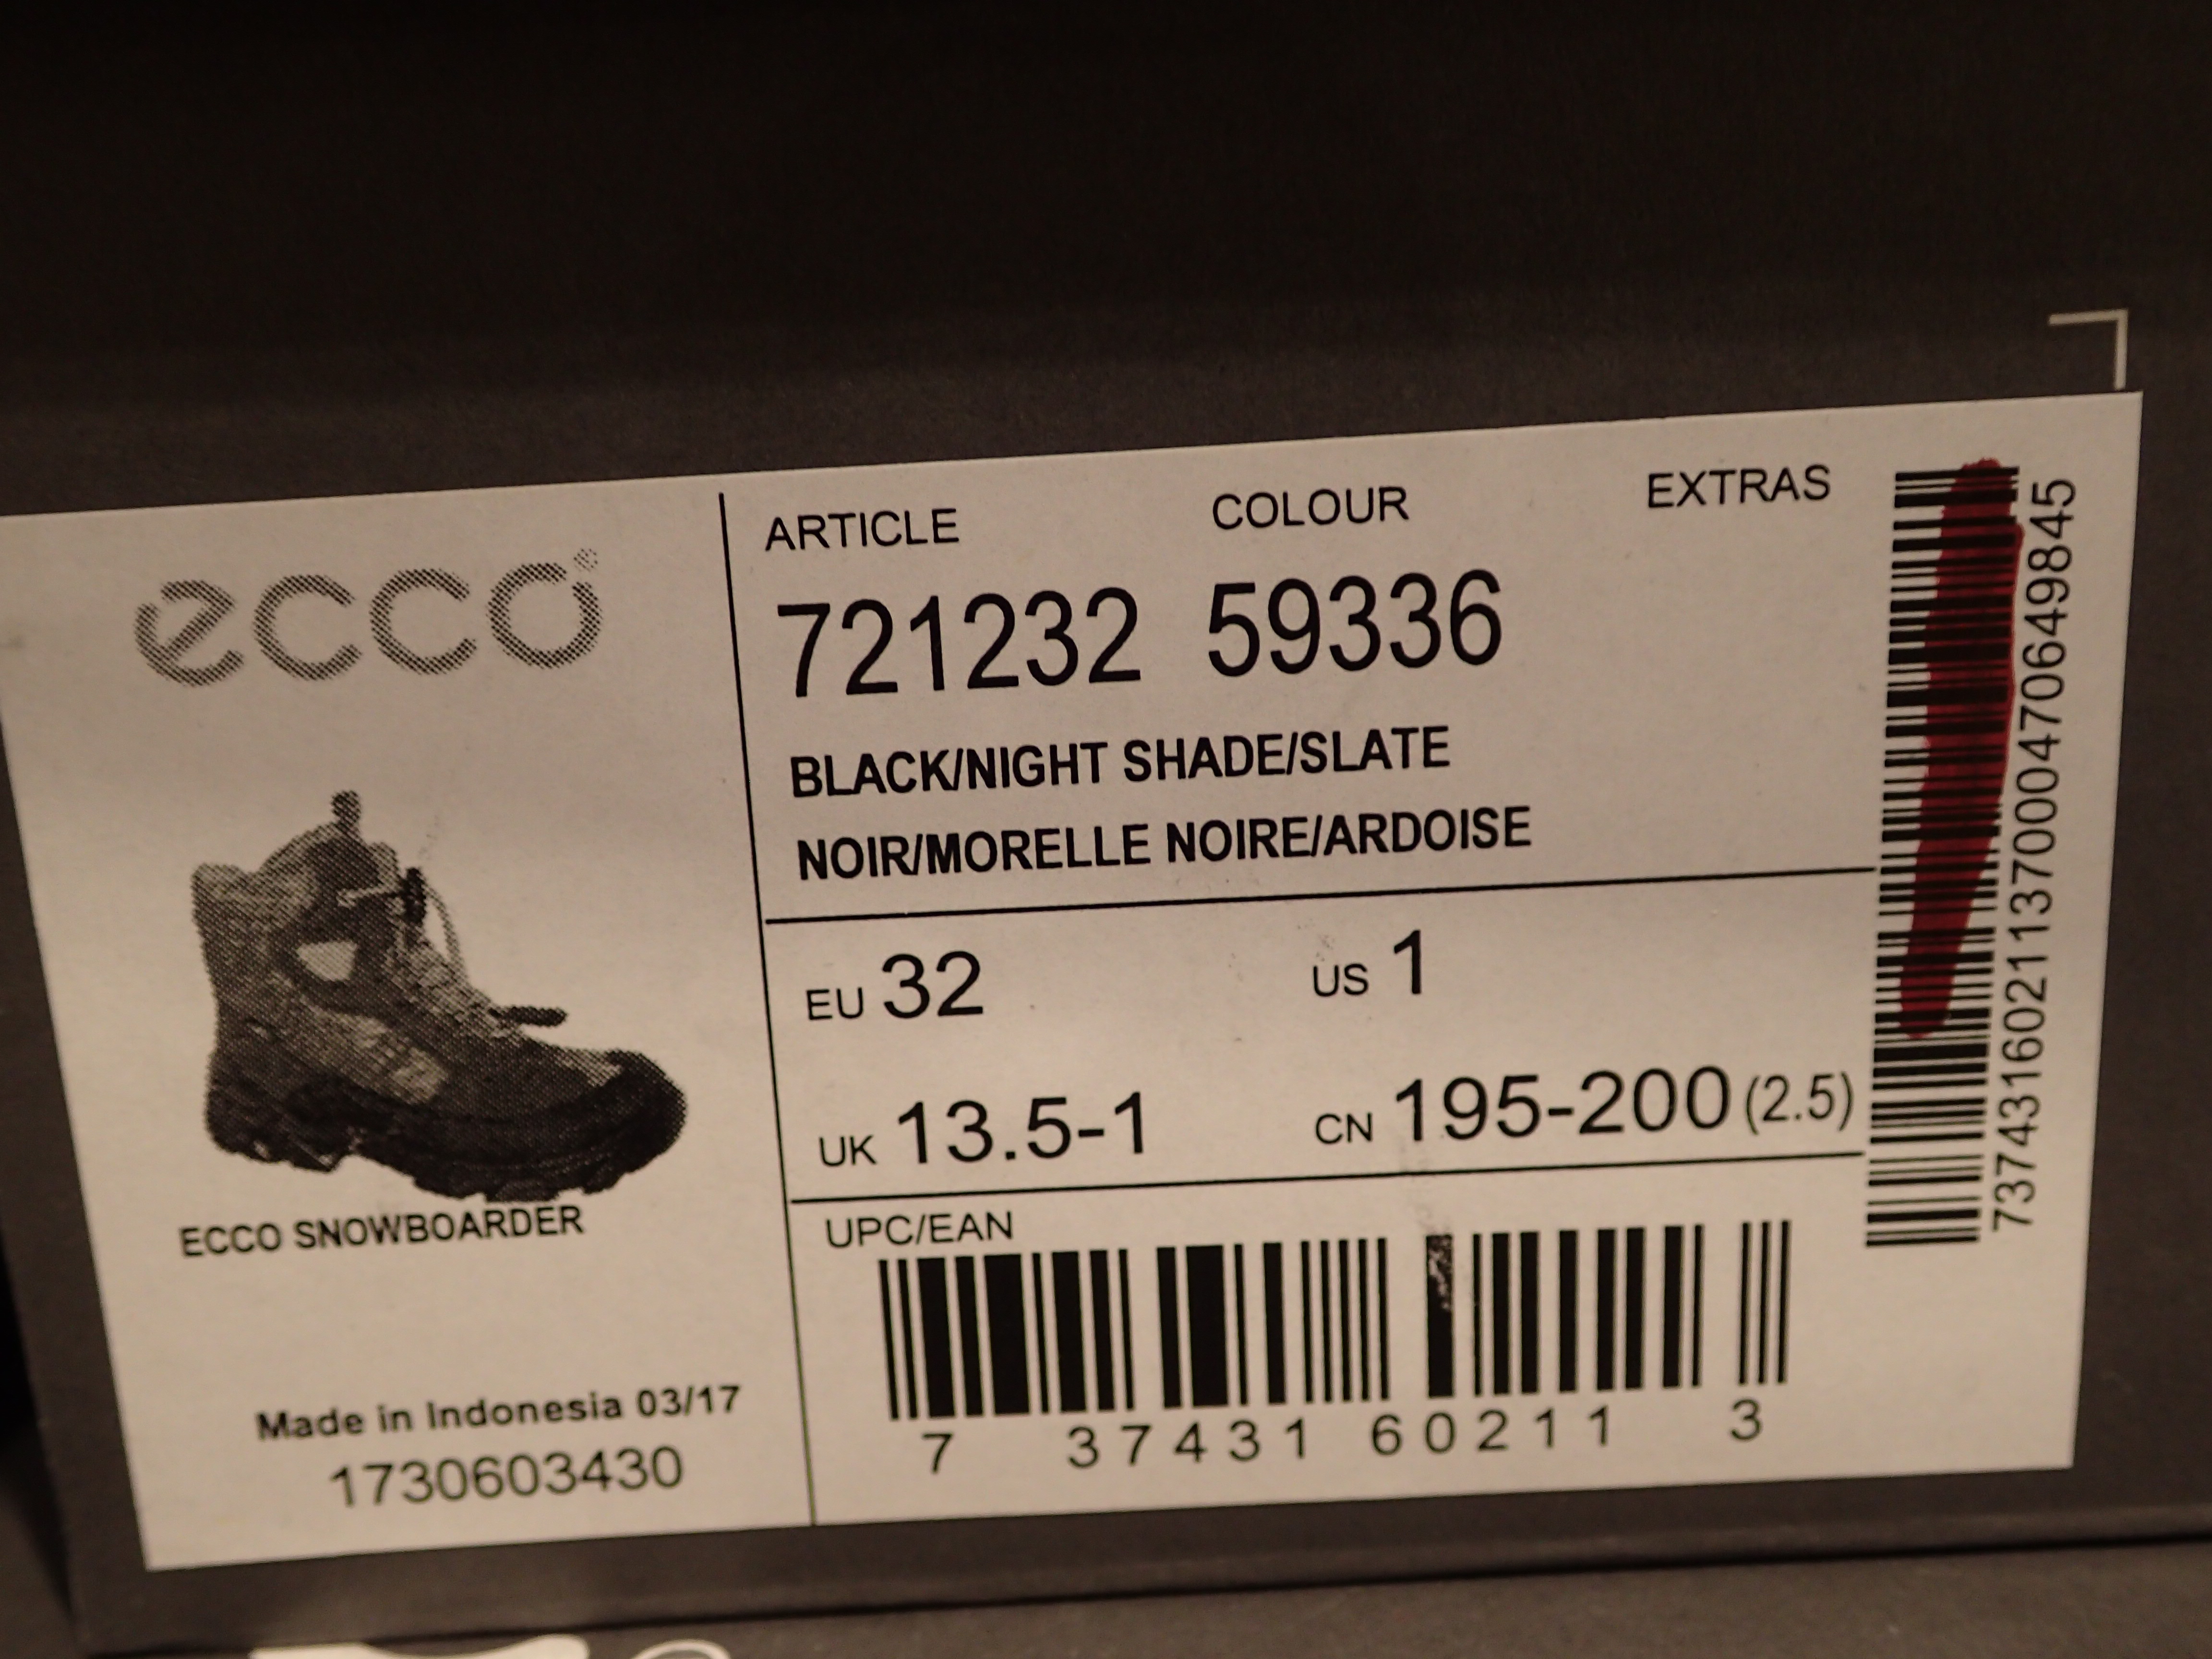 ecco®
ECCO SNOWBOARDER
Made in Indonesia 03/17
1730603430
ARTICLE COLOUR EXTRAS
721232 59336
BLACK/NIGHT SHADE/SLATE
NOIR/MORELLE NOIRE/ARDOISE
EU 32 US 1
UK 13.5-1 CN 195-200 (2.5)
UPC/EAN
7 37431 60211 3
737431602113700047064984​5